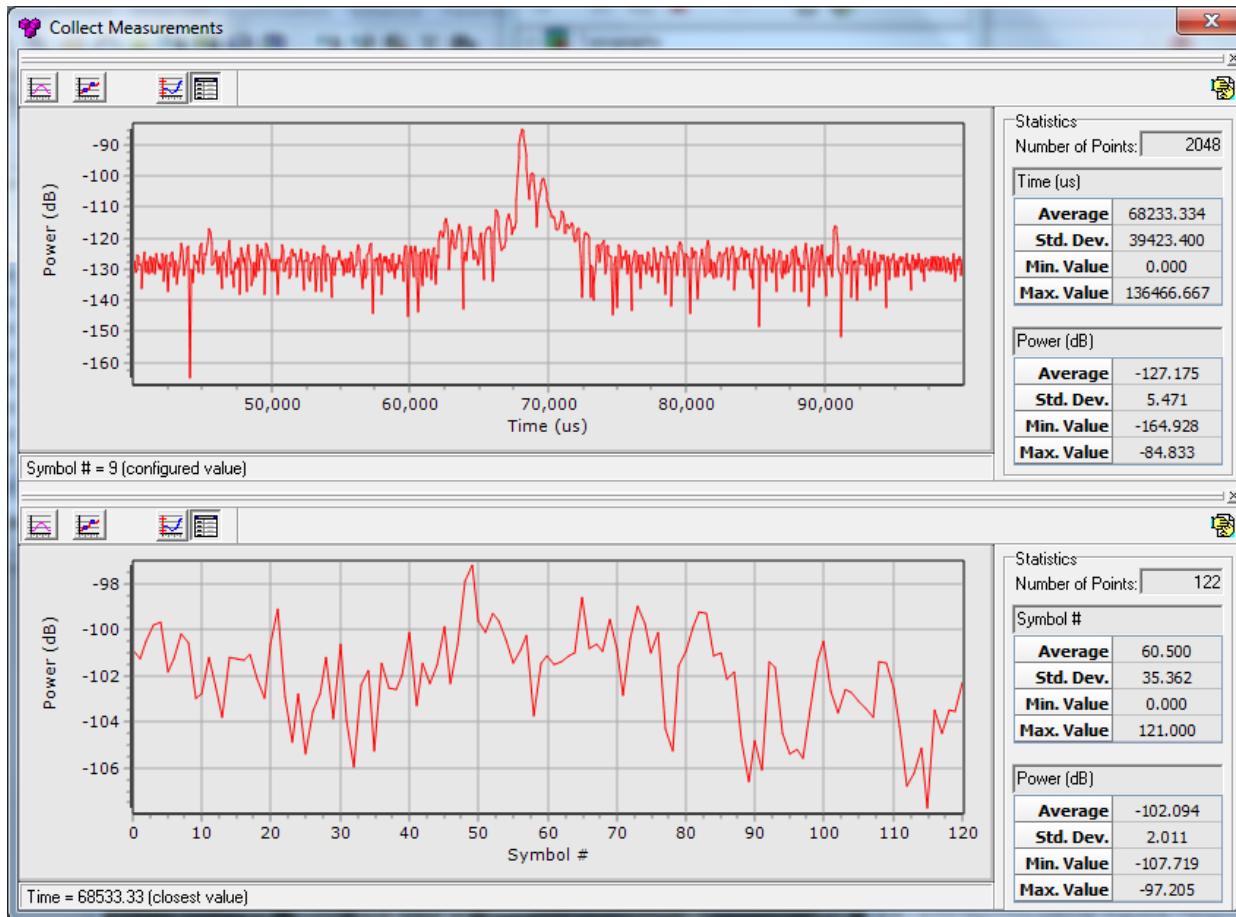 Collect Measurements
-90
-100
-110
-120
-130
-140
-150
-160
Power (dB)
50,000
60,000
70,000
80,000
90,000
Time (us)
Symbol # = 9 (configured value)
Statistics
Number of Points: 2048
Time (us)
Average 68233.334
Std. Dev. 39423.400
Min. Value 0.000
Max. Value 136466.667
Power (dB)
Average -127.175
Std. Dev. 5.471
Min. Value -164.928
Max. Value -84.833
-98
-100
-102
-104
-106
Power (dB)
0
10
20
30
40
50
60
70
80
90
100
110
120
Symbol #
Time = 68533.33 (closest value)
Statistics
Number of Points: 122
Symbol #
Average 60.500
Std. Dev. 35.362
Min. Value 0.000
Max. Value 121.000
Power (dB)
Average -102.094
Std. Dev. 2.011
Min. Value -107.719
Max. Value -97.205